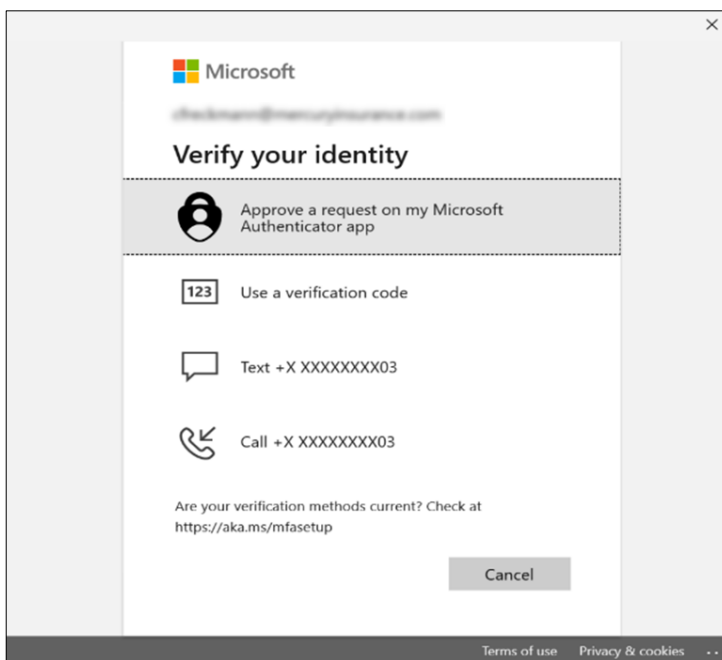 Microsoft
Verify your identity
Approve a request on my Microsoft
Authenticator app
123
Use a verification code
Text +X XXXXXXXX03
Call +X XXXXXXXX03
Are your verification methods current? Check at
https://aka.ms/mfasetup
Cancel
Terms of use Privacy & cookies ..